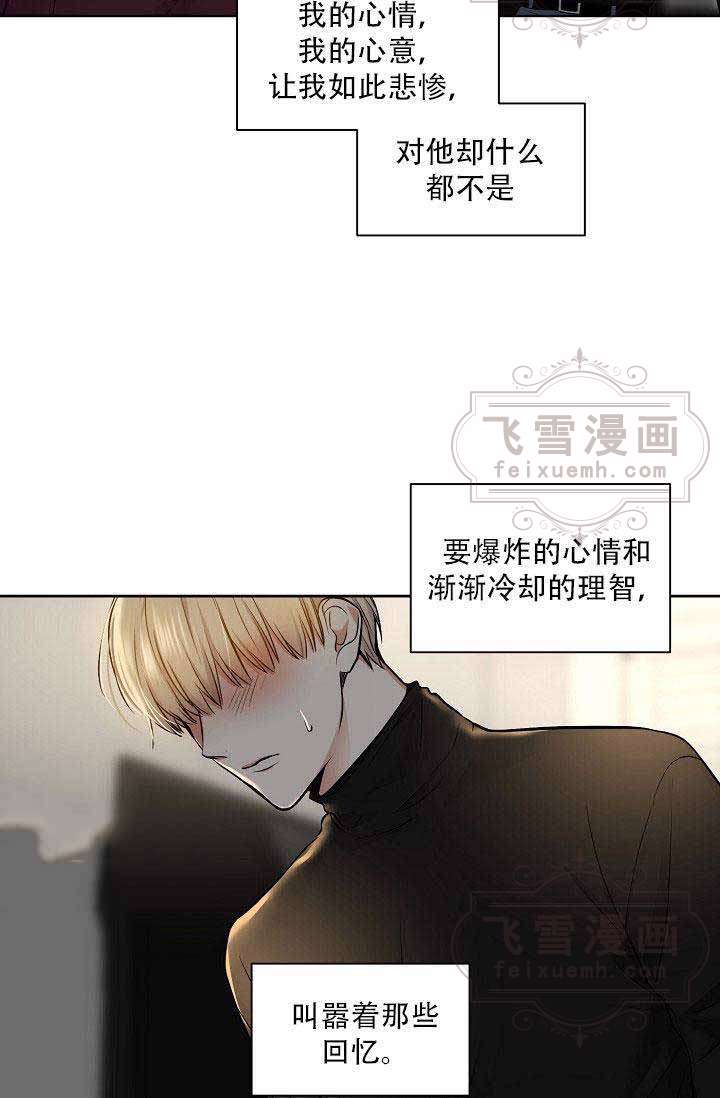 我的心情,
我的心意,
让我如此悲惨,
对他却什么
都不是
飞雪漫画
feixuemh.com
要爆炸的心情和
渐渐冷却的理智,
飞雪漫画
feixuemh.com
叫嚣着那些
回忆。